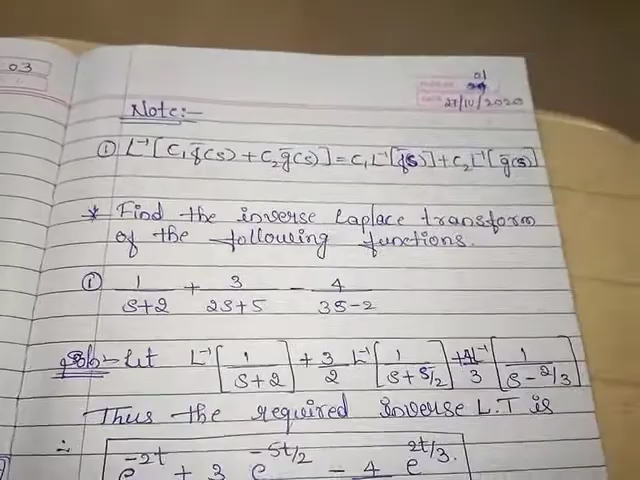 03
01
27/10/2020
Note:-
① L⁻¹[C₁f̄(s) + C₂ḡ(s)] = C₁L⁻¹[f̄(s)] + C₂L⁻¹[ḡ(s)]
* Find the inverse Laplace transform
of the following functions.
① 1/(S+2) + 3/(2S+5) - 4/(3S-2)
Soln:- Let L⁻¹[1/(S+2)] + 3/2 L⁻¹[1/(S+5/2)] + 4/3 L⁻¹[1/(S-2/3)]
Thus the required inverse L.T is
∴ e^(-2t) + 3 e^(-5t/2) - 4 e^(2t/3).